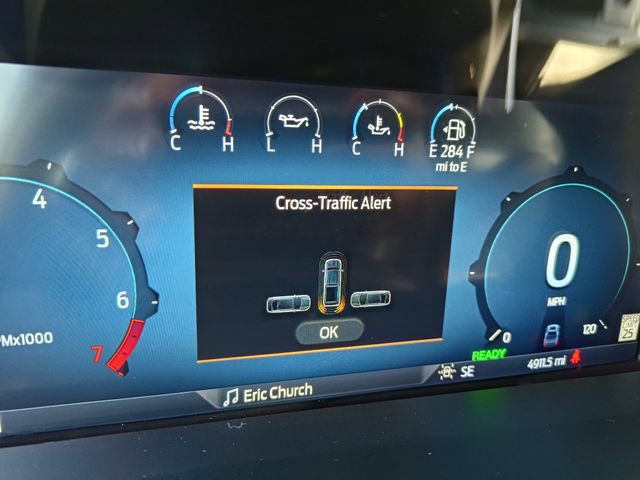 C H
L H
C H
E 284 F
mi to E
Cross-Traffic Alert
4
5
6
7
Mx1000
OK
0
MPH
0
120
READY
4911.5 mi
SE
25
Eric Church